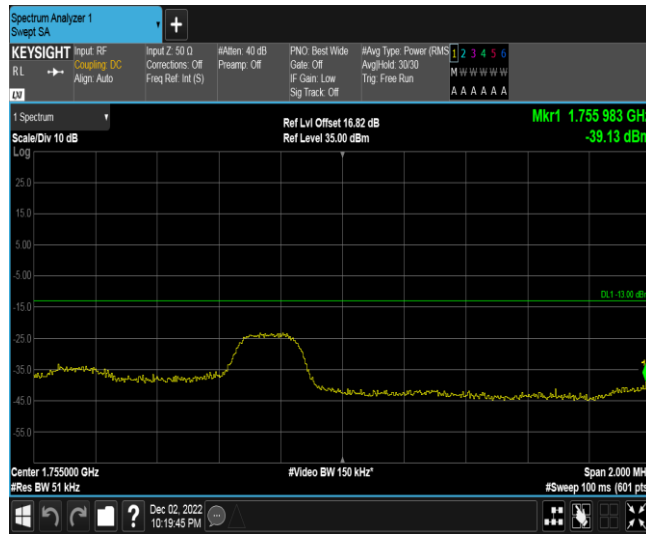 Spectrum Analyzer 1
Swept SA
+
KEYSIGHT
RL
LXI
Input: RF
Coupling: DC
Align: Auto
Input Z: 50 Ω
Corrections: Off
Freq Ref: Int (S)
#Atten: 40 dB
Preamp: Off
PNO: Best Wide
Gate: Off
IF Gain: Low
Sig Track: Off
#Avg Type: Power (RMS
Avg|Hold: 30/30
Trig: Free Run
1 2 3 4 5 6
M W W W W W
A A A A A A
1 Spectrum
Scale/Div 10 dB
Log
Ref Lvl Offset 16.82 dB
Ref Level 35.00 dBm
Mkr1 1.755 983 GHz
-39.13 dBm
25.0
15.0
5.00
-5.00
DL1 -13.00 dBm
-15.0
-25.0
-35.0
-45.0
-55.0
Center 1.755000 GHz
#Video BW 150 kHz*
Span 2.000 MH
#Res BW 51 kHz
#Sweep 100 ms (601 pts
?
Dec 02, 2022
10:19:45 PM